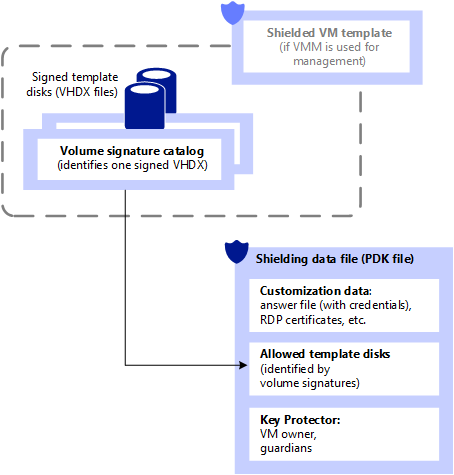 Shielded VM template
(if VMM is used for
management)
Signed template
disks (VHDX files)
Volume signature catalog
(identifies one signed VHDX)
Shielding data file (PDK file)
Customization data:
answer file (with credentials),
RDP certificates, etc.
Allowed template disks
(identified by
volume signatures)
Key Protector:
VM owner,
guardians